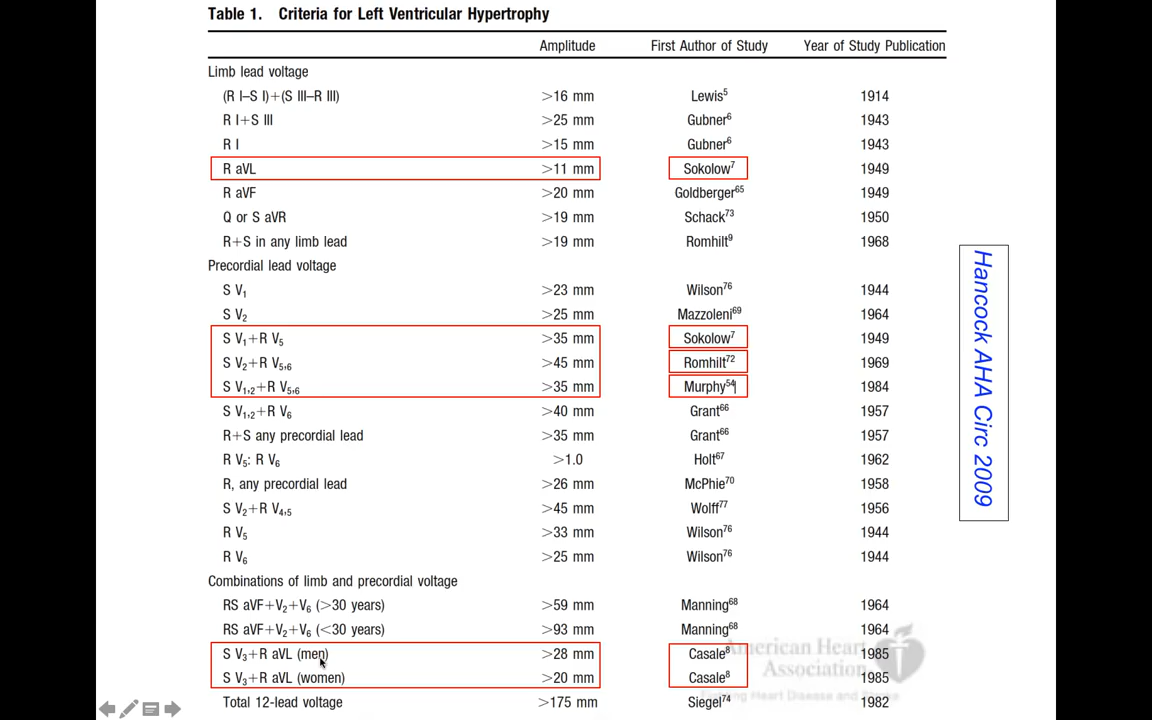 Table 1. Criteria for Left Ventricular Hypertrophy
Amplitude First Author of Study Year of Study Publication
Limb lead voltage
(R I–S I)+(S III–R III) >16 mm Lewis5 1914
R I+S III >25 mm Gubner6 1943
R I >15 mm Gubner6 1943
R aVL >11 mm Sokolow7 1949
R aVF >20 mm Goldberger65 1949
Q or S aVR >19 mm Schack73 1950
R+S in any limb lead >19 mm Romhilt9 1968
Precordial lead voltage
S V1 >23 mm Wilson76 1944
S V2 >25 mm Mazzoleni69 1964
S V1+R V5 >35 mm Sokolow7 1949
S V2+R V5,6 >45 mm Romhilt72 1969
S V1,2+R V5,6 >35 mm Murphy54 1984
S V1,2+R V6 >40 mm Grant66 1957
R+S any precordial lead >35 mm Grant66 1957
R V5: R V6 >1.0 Holt67 1962
R, any precordial lead >26 mm McPhie70 1958
S V2+R V4,5 >45 mm Wolff77 1956
R V5 >33 mm Wilson76 1944
R V6 >25 mm Wilson76 1944
Combinations of limb and precordial voltage
RS aVF+V2+V6 (>30 years) >59 mm Manning68 1964
RS aVF+V2+V6 (<30 years) >93 mm Manning68 1964
S V3+R aVL (men) >28 mm Casale8 1985
S V3+R aVL (women) >20 mm Casale8 1985
Total 12-lead voltage >175 mm Siegel74 1982
Hancock AHA Circ 2009
American Heart
Association